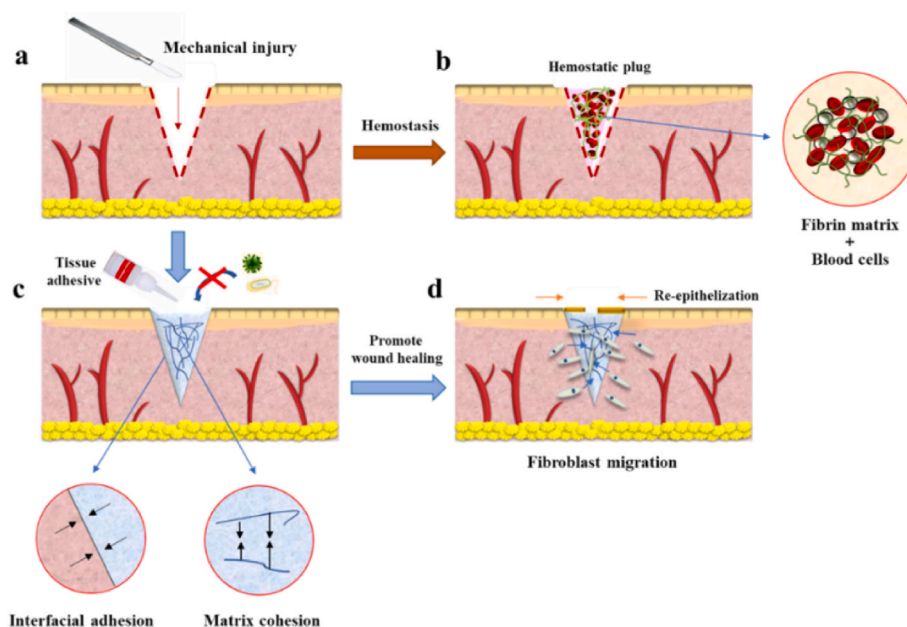 a
Mechanical injury
b
Hemostatic plug
Hemostasis
Fibrin matrix
+
Blood cells
Tissue
adhesive
c
d
Re-epithelization
Promote
wound healing
Fibroblast migration
Interfacial adhesion
Matrix cohesion